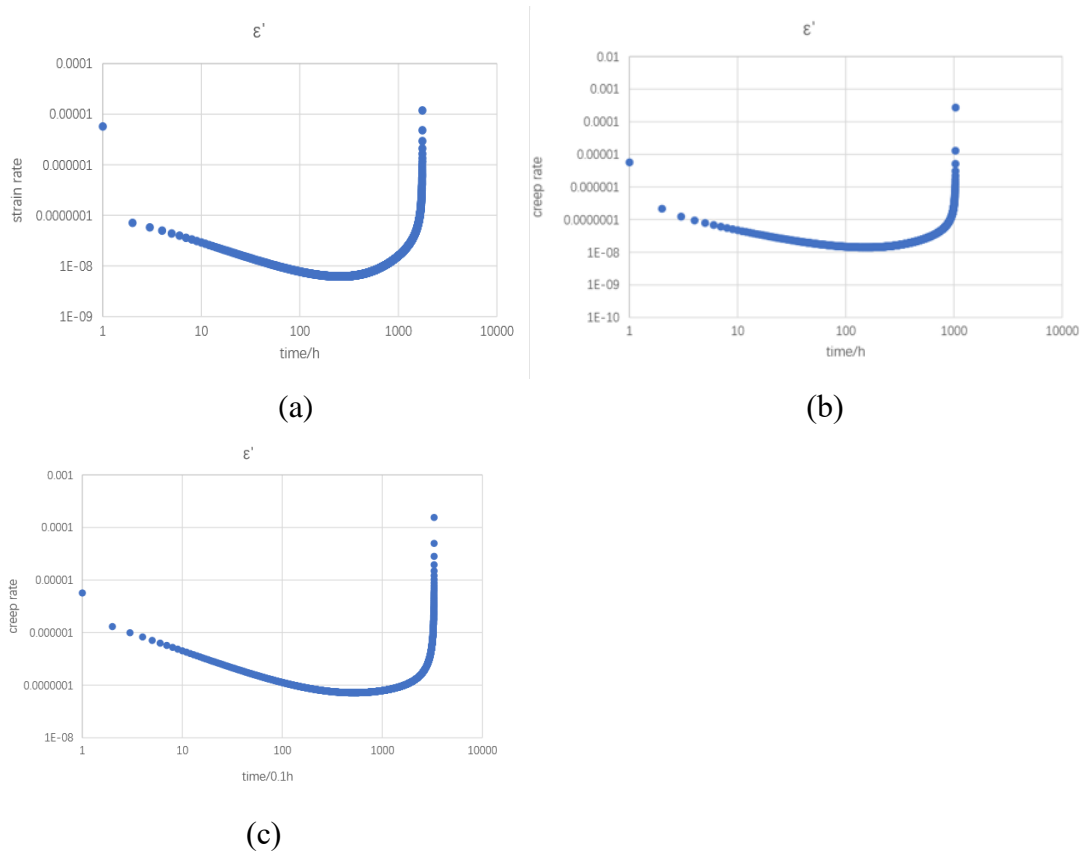 ε'
0.0001
0.00001
0.000001
0.0000001
1E-08
1E-09
strain rate
1 10 100 1000 10000
time/h
(a)
ε'
0.01
0.001
0.0001
0.00001
0.000001
0.0000001
1E-08
1E-09
1E-10
creep rate
1 10 100 1000 10000
time/h
(b)
ε'
0.001
0.0001
0.00001
0.000001
0.0000001
1E-08
creep rate
1 10 100 1000 10000
time/0.1h
(c)